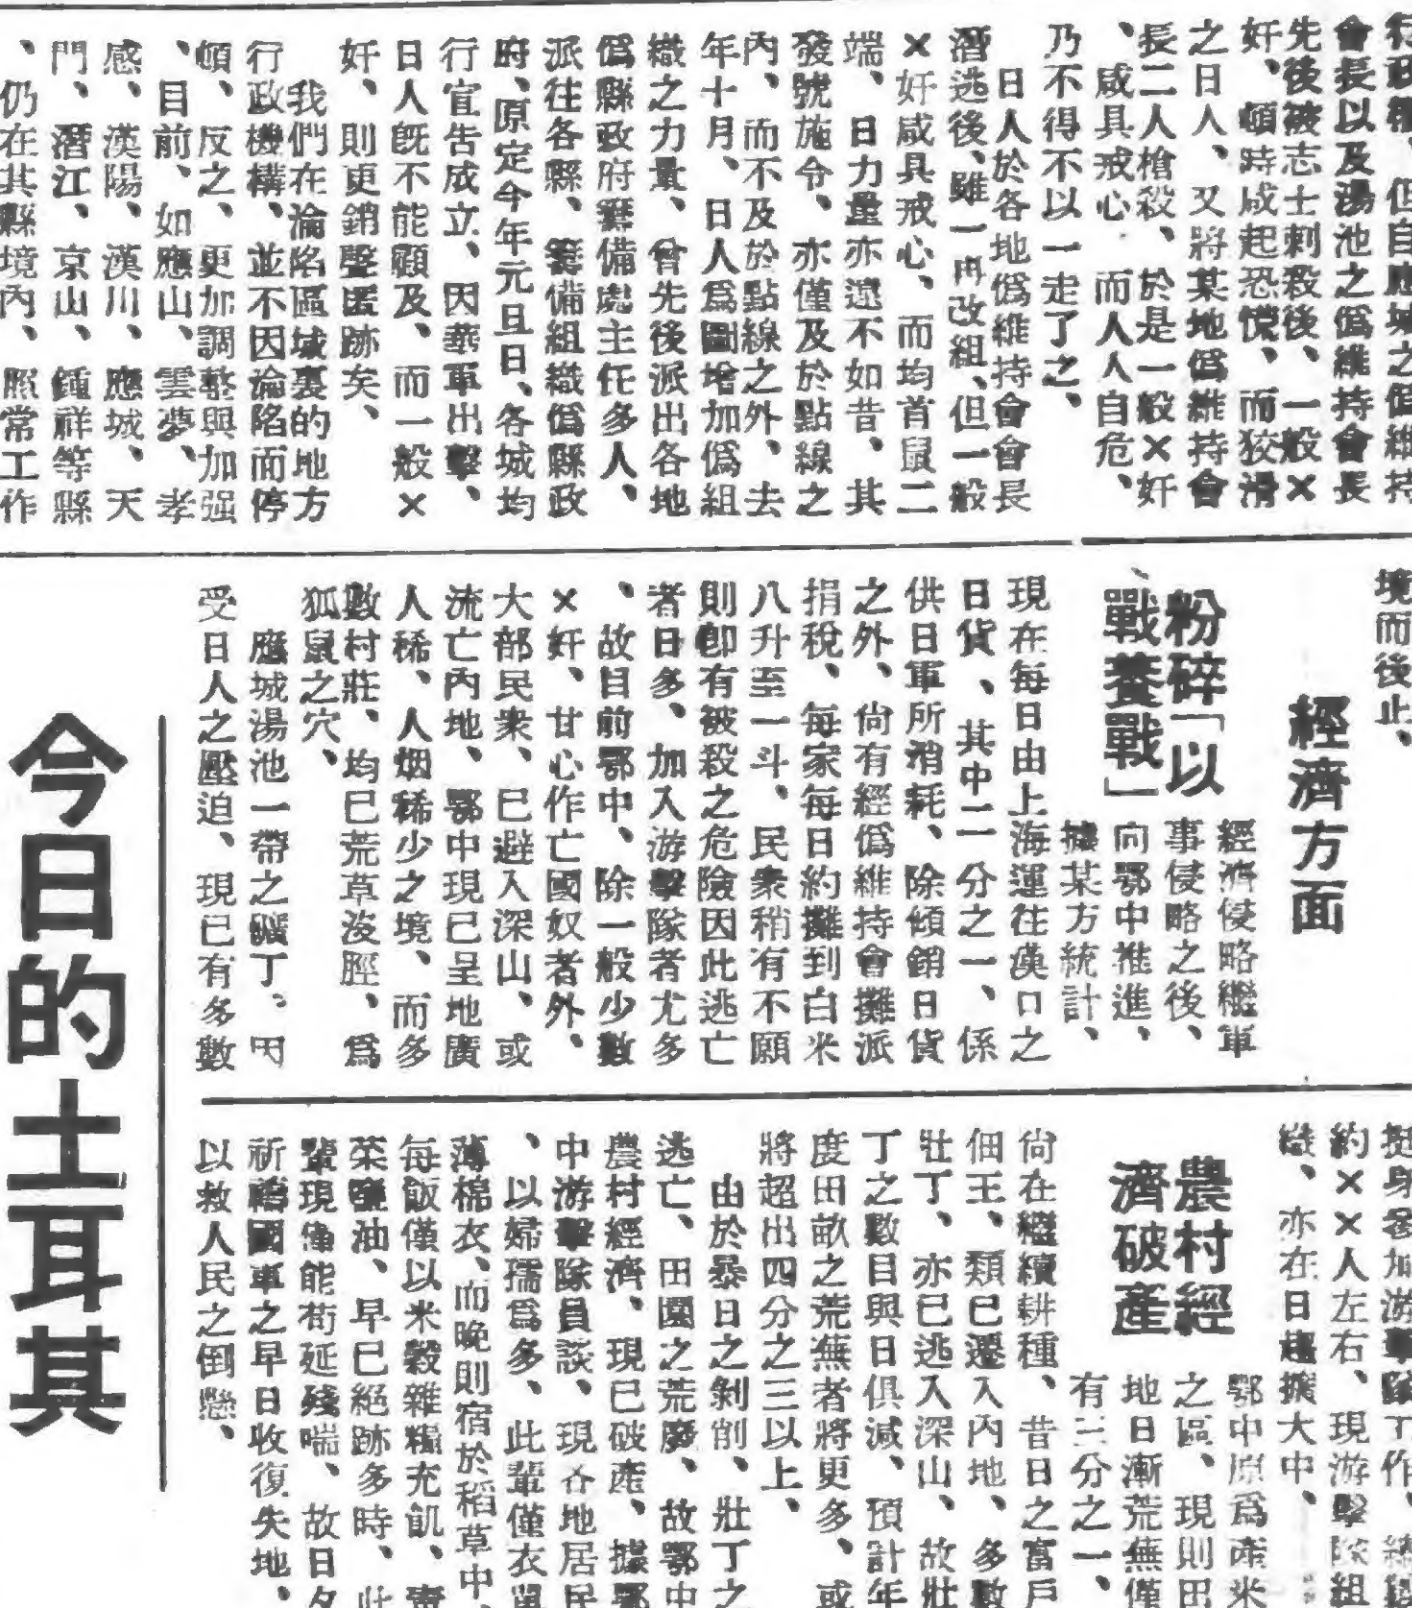 行政權、但自應城之僞維持
會長以及湯池之僞維持會長
先後被志士刺殺後、一般×
奸、頓時咸起恐慌、而狡滑
之日人、又將某地僞維持會
長二人槍殺、於是一般×奸
、咸具戒心、而人人自危、
乃不得不以一走了之、
日人於各地僞維持會會長
潛逃後、雖一再改組、但一般
×奸咸具戒心、而均首鼠二
端、日力量亦遠不如昔、其
發號施令、亦僅及於點線之
內、而不及於點線之外、去
年十月、日人爲圖增加僞組
織之力量、曾先後派出各地
僞縣政府籌備處主任多人、
派往各縣、籌備組織僞縣政
府、原定今年元旦日、各城均
行宣告成立、因華軍出擊、
日人旣不能顧及、而一般×
奸、則更銷聲匿跡矣、
我們在淪陷區域裏的地方
行政機構、並不因淪陷而停
頓、反之、更加調整與加强
、目前、如應山、雲夢、孝
感、漢陽、漢川、應城、天
門、潛江、京山、鍾祥等縣
、仍在其縣境內、照常工作
境而後止、
經濟方面
粉碎「以
戰養戰」
經濟侵略繼軍
事侵略之後、
向鄂中推進、
據某方統計、
現在每日由上海運往漢口之
日貨、其中二分之一、係
供日軍所消耗、除傾銷日貨
之外、尙有經僞維持會攤派
捐稅、每家每日約攤到白米
八升至一斗、民衆稍有不願
則卽有被殺之危險因此逃亡
者日多、加入游擊隊者尤多
、故目前鄂中、除一般少數
×奸、甘心作亡國奴者外、
大部民衆、已避入深山、或
流亡內地、鄂中現已呈地廣
人稀、人烟稀少之境、而多
數村莊、均已荒草沒脛、爲
狐鼠之穴、
應城湯池一帶之礦丁。因
受日人之壓迫、現已有多數
挺身參加游擊隊工作、總數
約××人左右、現游擊隊組
織、亦在日趨擴大中、
農村經
濟破產
鄂中原爲產米
之區、現則田
地日漸荒蕪僅
有三分之一、
尙在繼續耕種、昔日之富戶
佃王、類已遷入內地、多數
壯丁、亦已逃入深山、故壯
丁之數目與日俱減、預計年
度田畝之荒蕪者將更多、或
將超出四分之三以上、
由於暴日之剝削、壯丁之
逃亡、田園之荒廢、故鄂中
農村經濟、現已破產、據鄂
中游擊隊員談、現各地居民
、以婦孺爲多、此輩僅衣單
薄棉衣、而晚則宿於稻草中、
每飯僅以米穀雜糧充飢、
菜鹽油、早已絕跡多時、此
輩現僅能苟延殘喘、故日夕
祈禱國軍之早日收復失地、
以救人民之倒懸、
今日的土耳其